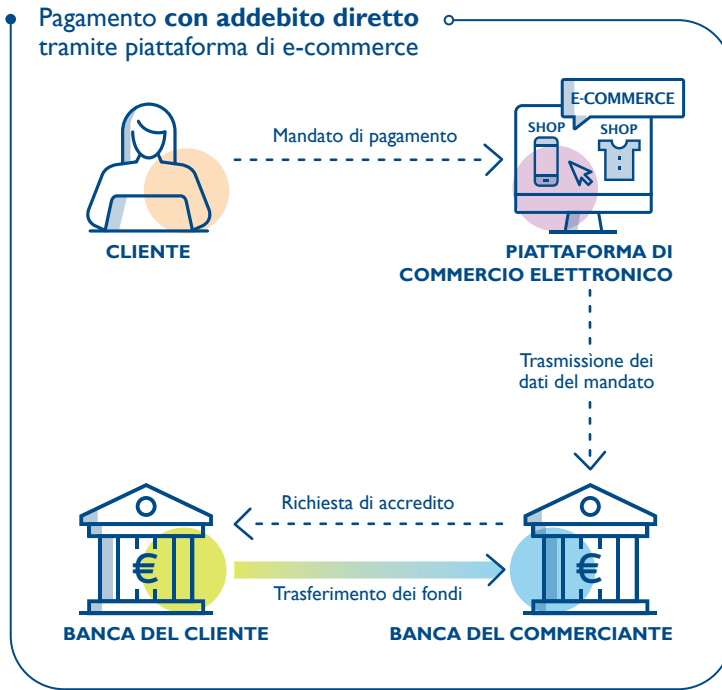 Pagamento con addebito diretto
tramite piattaforma di e-commerce
E-COMMERCE
SHOP
SHOP
Mandato di pagamento
CLIENTE
PIATTAFORMA DI
COMMERCIO ELETTRONICO
Trasmissione dei
dati del mandato
Richiesta di accredito
€
€
Trasferimento dei fondi
BANCA DEL CLIENTE
BANCA DEL COMMERCIANTE